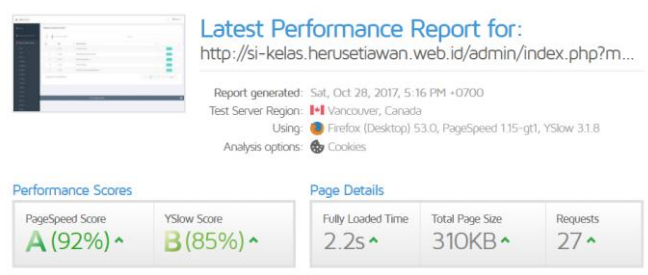 Latest Performance Report for:
http://si-kelas.herusetiawan.web.id/admin/index.php?m...
Report generated: Sat, Oct 28, 2017, 5:16 PM +0700
Test Server Region: Vancouver, Canada
Using: Firefox (Desktop) 53.0, PageSpeed 1.15-gt1, YSlow 3.1.8
Analysis options: Cookies
Performance Scores
Page Details
PageSpeed Score
YSlow Score
Fully Loaded Time
Total Page Size
Requests
A (92%)
B (85%)
2.2s
310KB
27